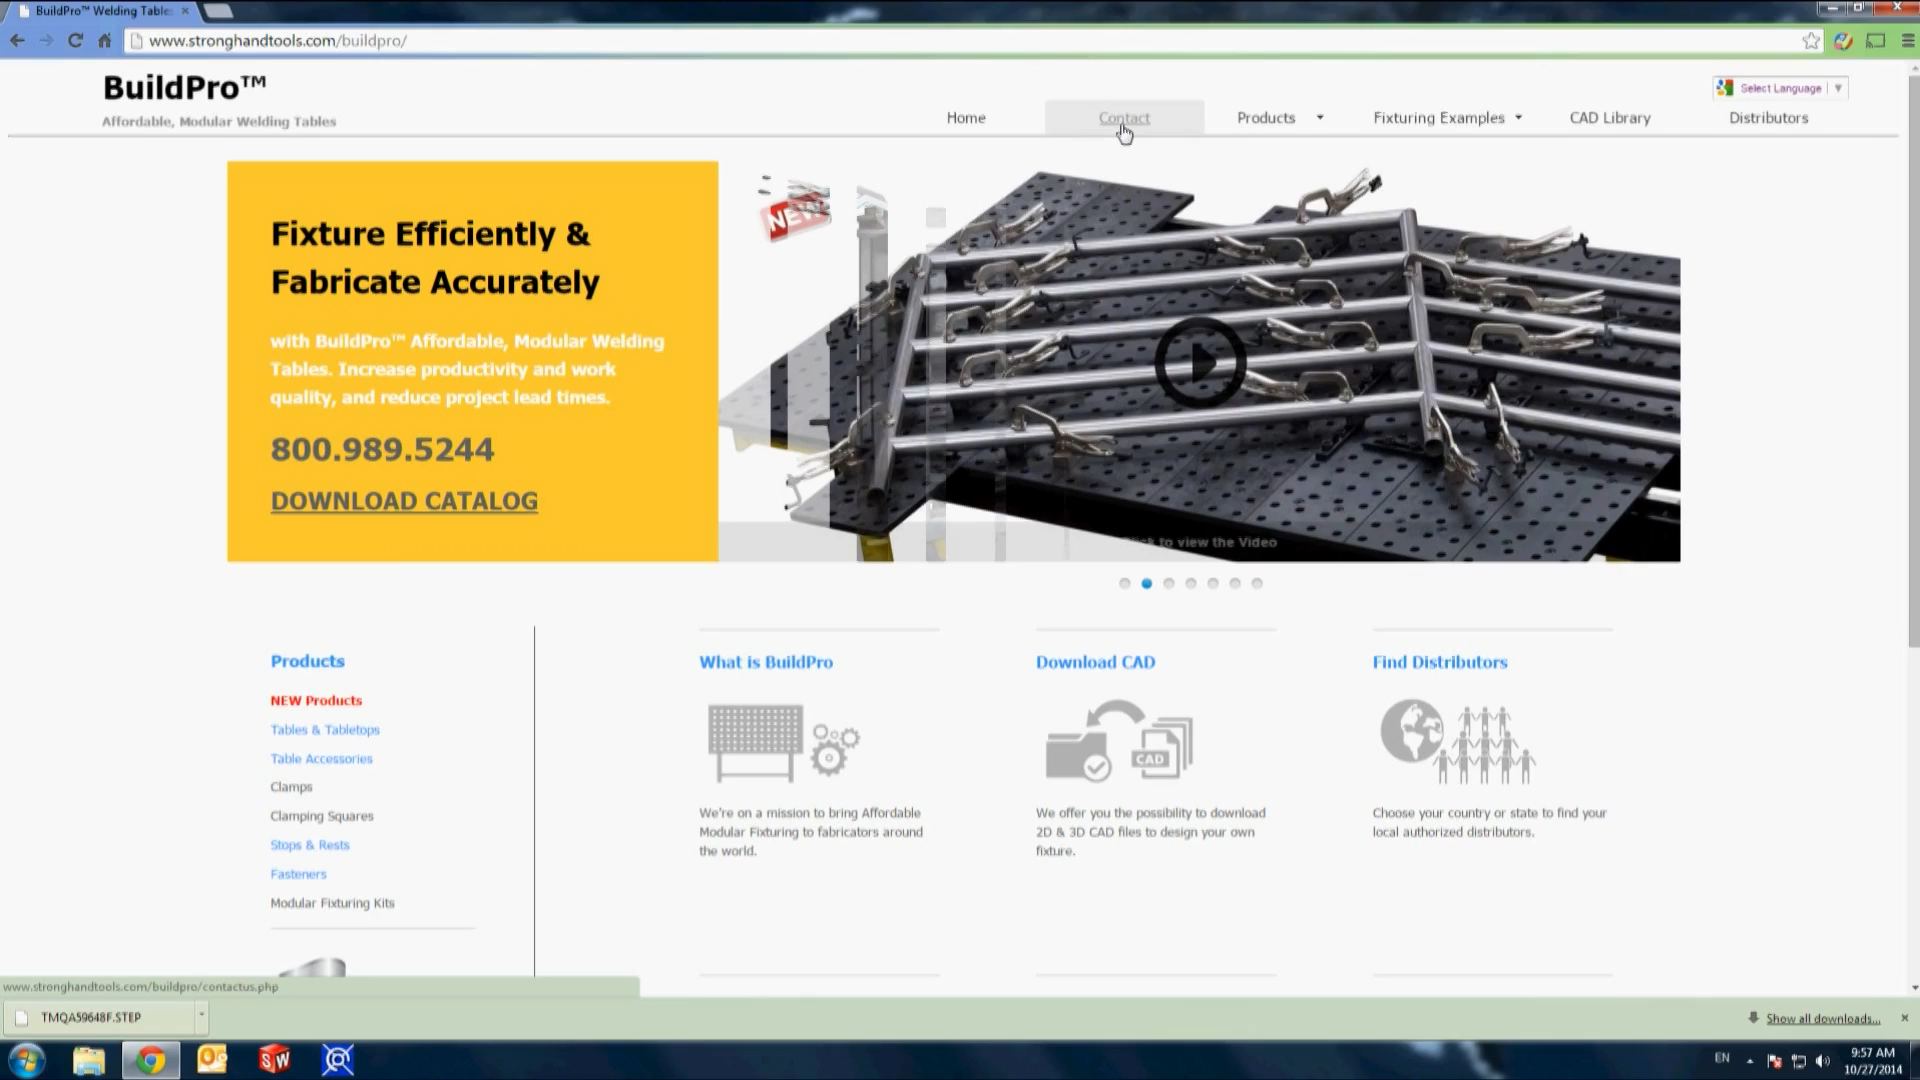 BuildPro™ Welding Table
www.stronghandtools.com/buildpro/
BuildPro™
Affordable, Modular Welding Tables
Select Language
Home
Contact
Products
Fixturing Examples
CAD Library
Distributors
Fixture Efficiently &
Fabricate Accurately
with BuildPro™ Affordable, Modular Welding
Tables. Increase productivity and work
quality, and reduce project lead times.
800.989.5244
DOWNLOAD CATALOG
NEW
to view the Video
Products
NEW Products
Tables & Tabletops
Table Accessories
Clamps
Clamping Squares
Stops & Rests
Fasteners
Modular Fixturing Kits
What is BuildPro
We're on a mission to bring Affordable
Modular Fixturing to fabricators around
the world.
Download CAD
CAD
We offer you the possibility to download
2D & 3D CAD files to design your own
fixture.
Find Distributors
Choose your country or state to find your
local authorized distributors.
www.stronghandtools.com/buildpro/contactus.php
TMQA59648F.STEP
Show all downloads...
SW
EN
9:57 AM
10/27/2014